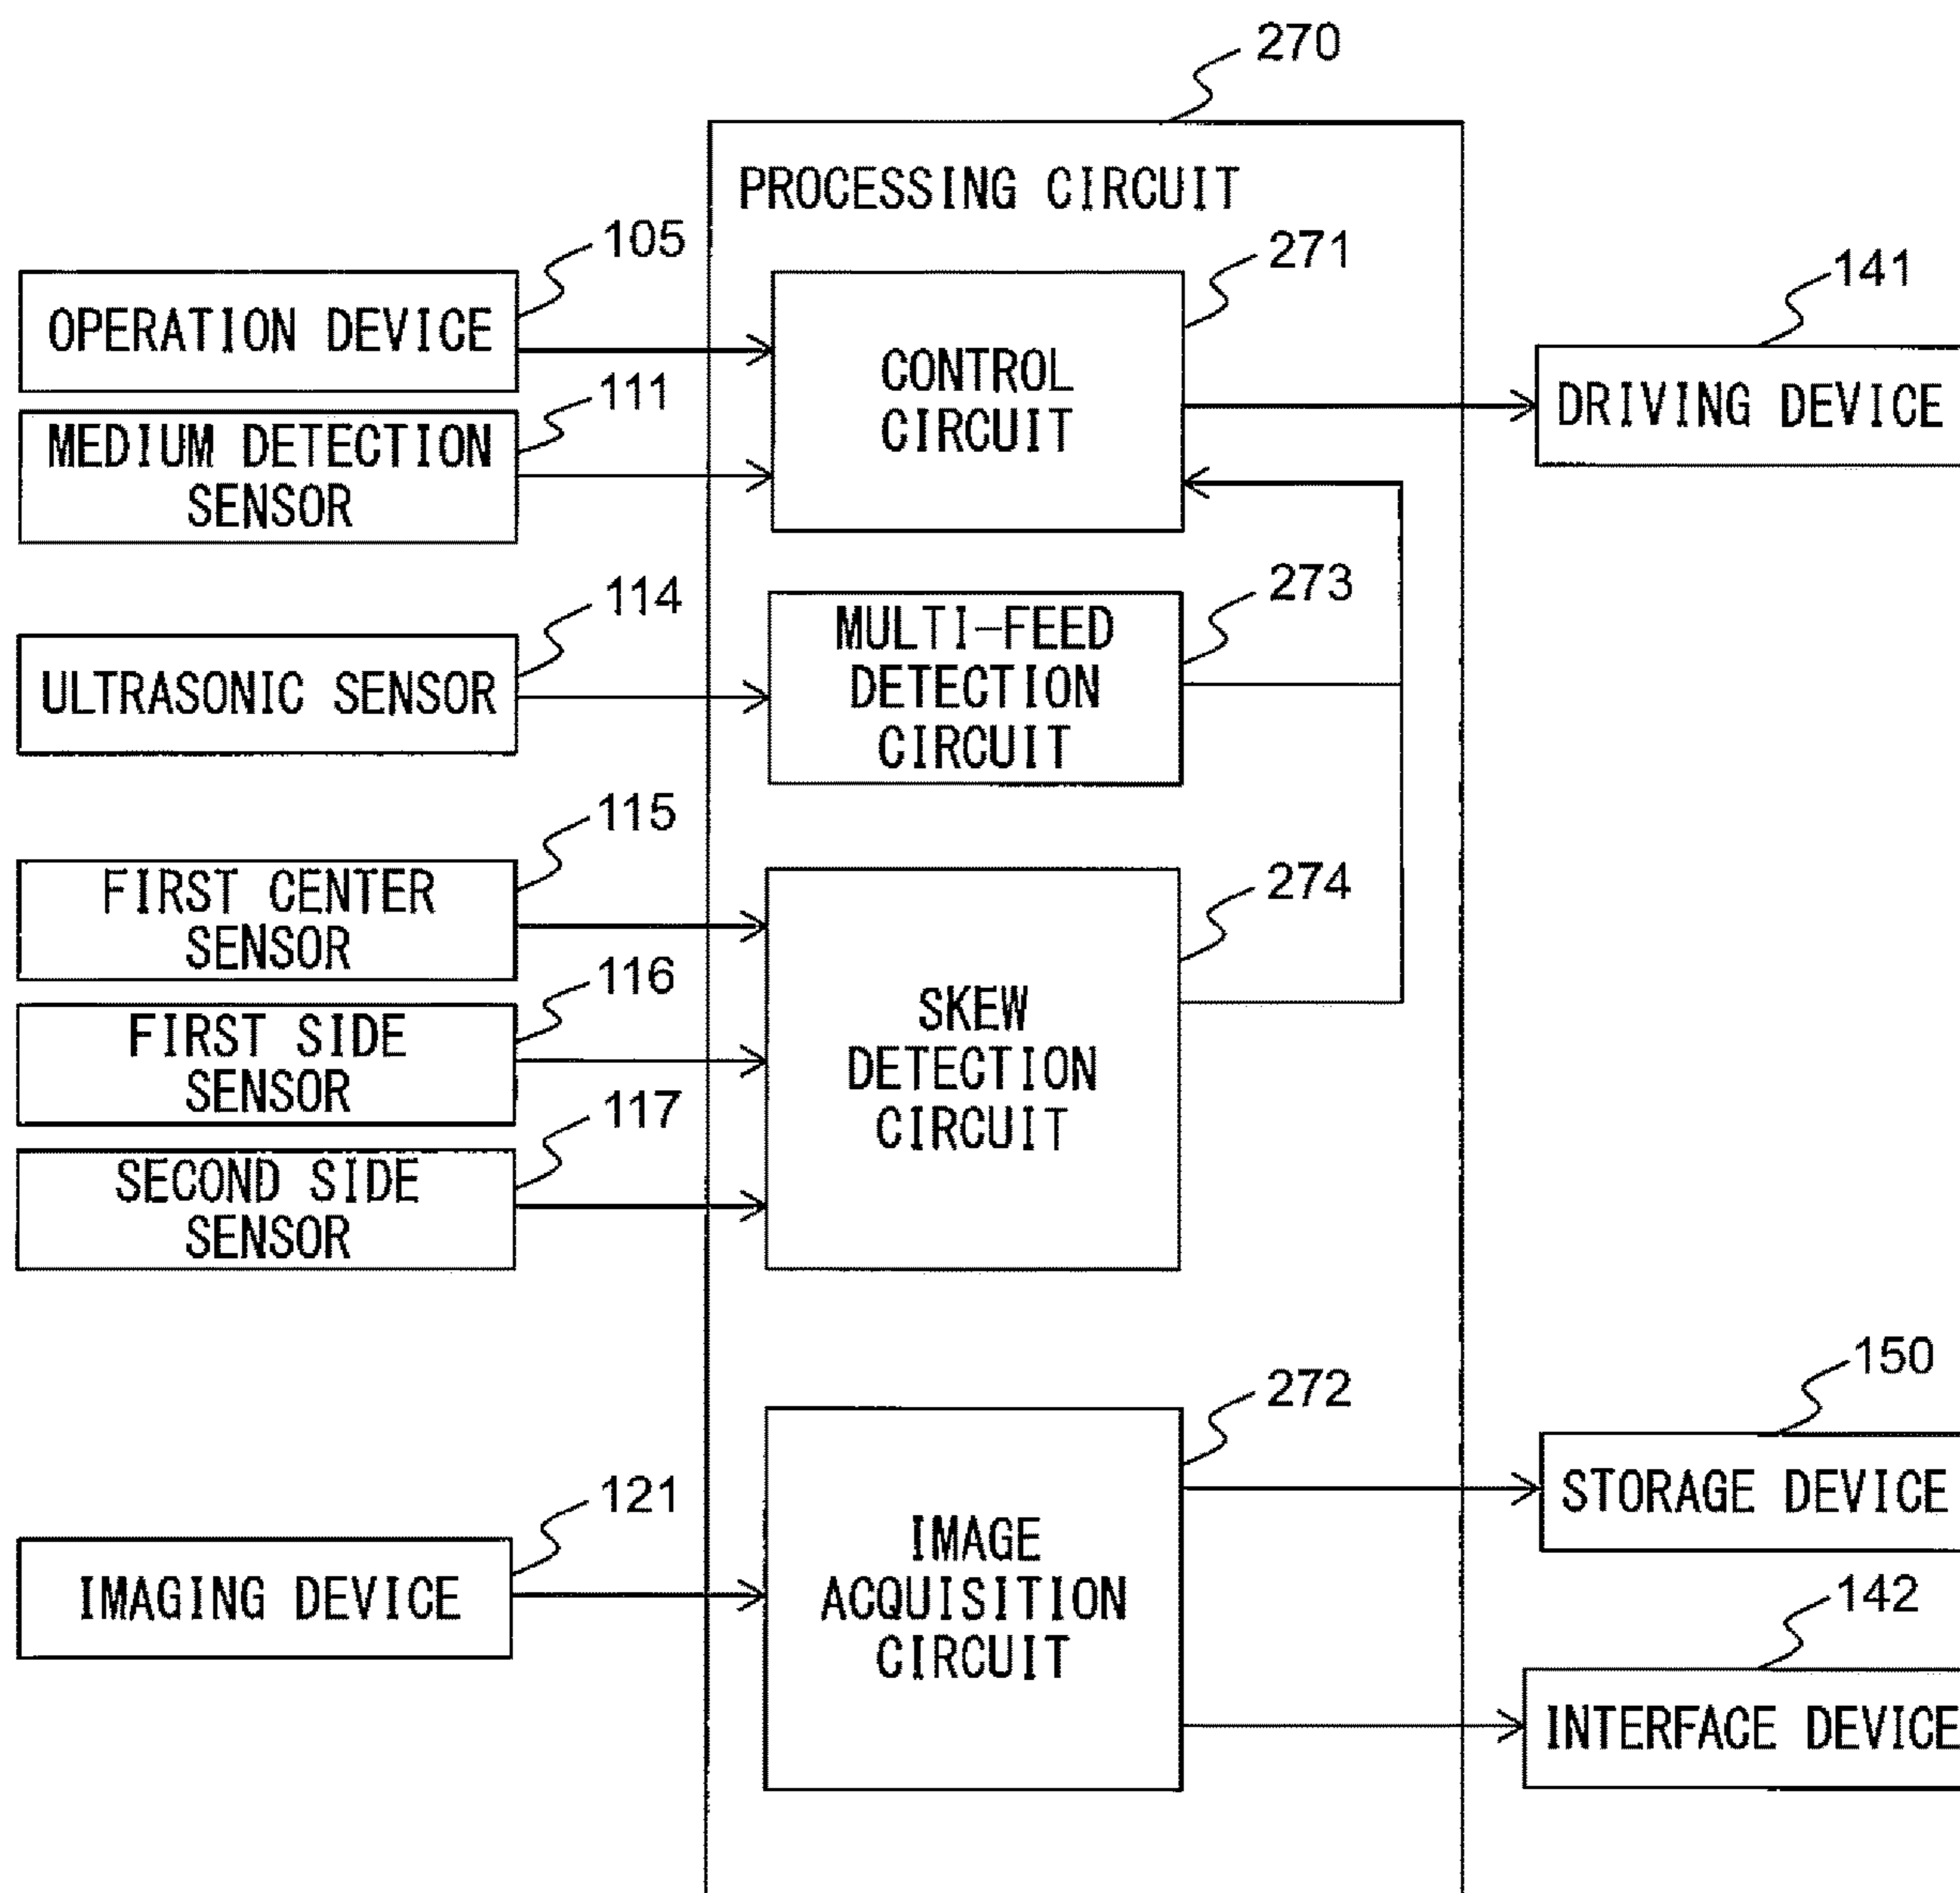 270
PROCESSING CIRCUIT
105
OPERATION DEVICE
271
CONTROL
CIRCUIT
141
DRIVING DEVICE
111
MEDIUM DETECTION
SENSOR
114
ULTRASONIC SENSOR
273
MULTI-FEED
DETECTION
CIRCUIT
115
FIRST CENTER
SENSOR
274
SKEW
DETECTION
CIRCUIT
116
FIRST SIDE
SENSOR
117
SECOND SIDE
SENSOR
121
IMAGING DEVICE
272
IMAGE
ACQUISITION
CIRCUIT
150
STORAGE DEVICE
142
INTERFACE DEVICE